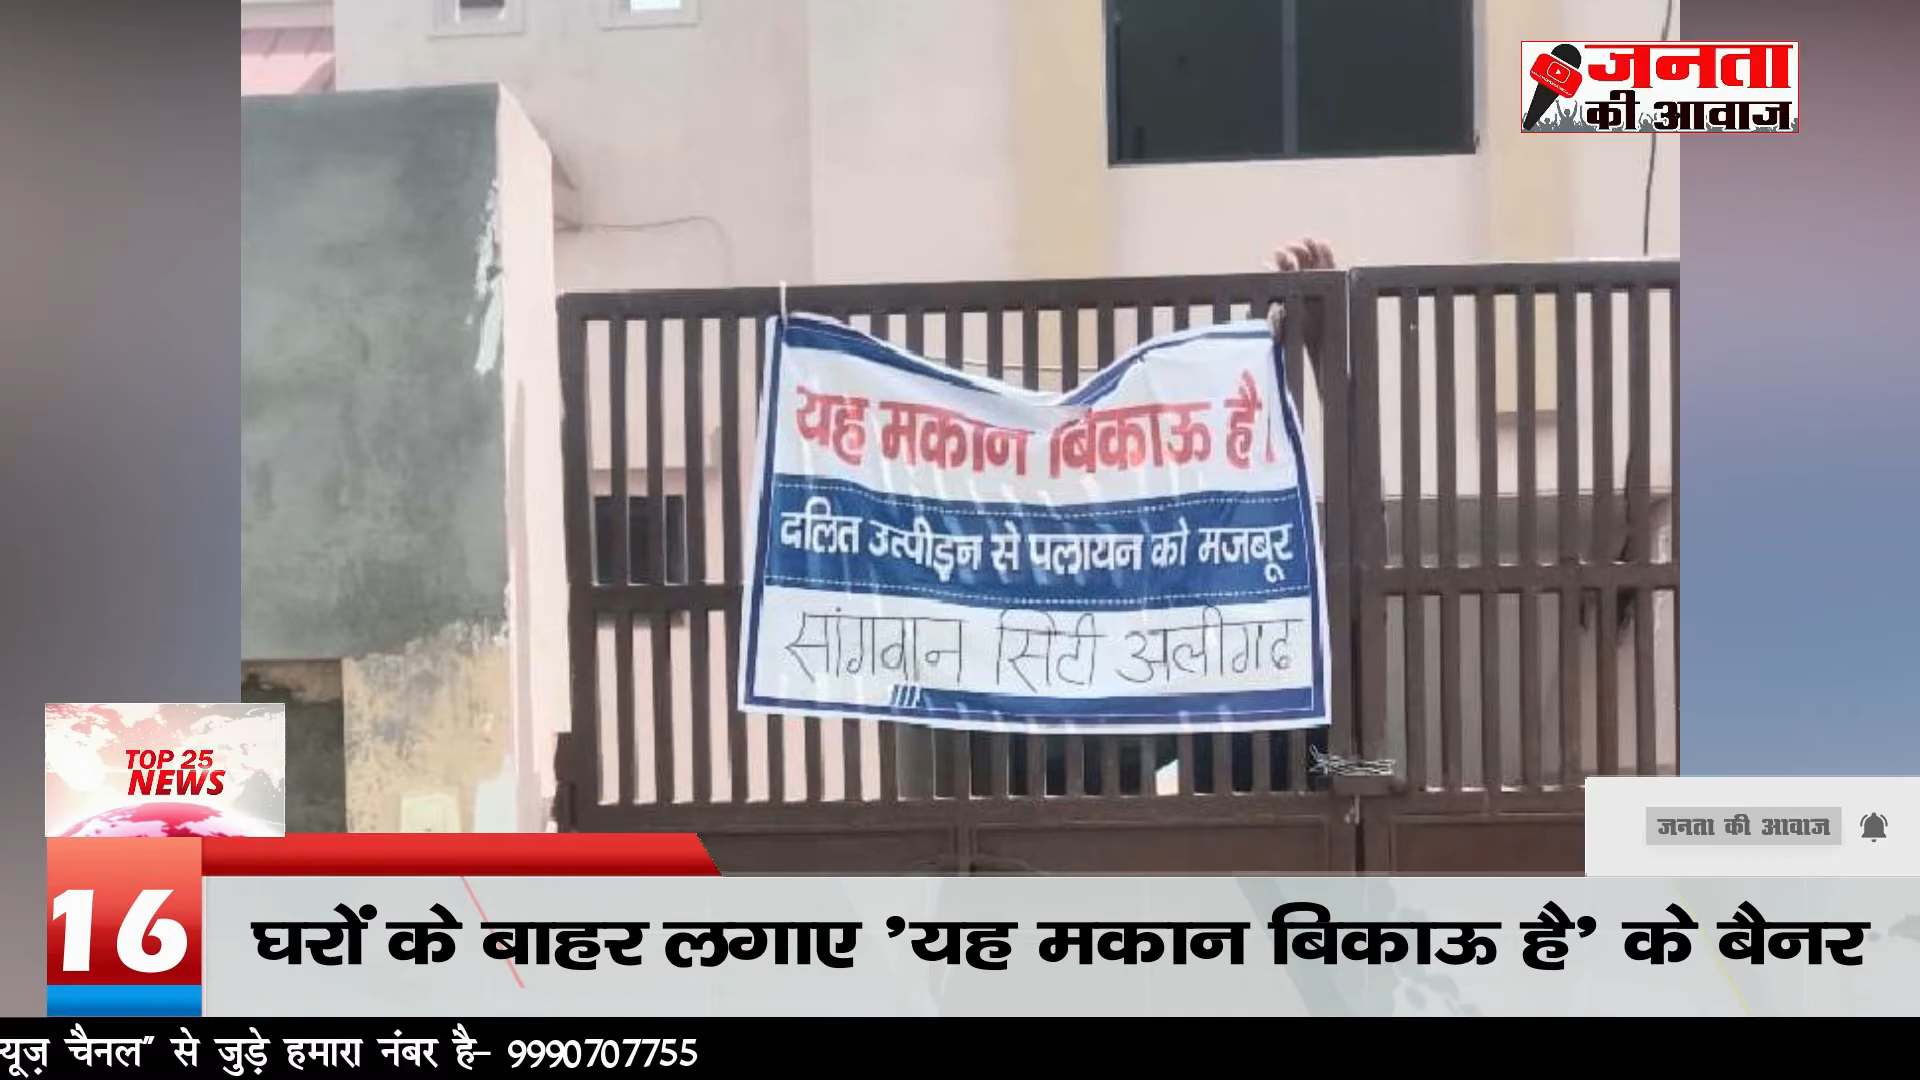 जनता
की आवाज
यह मकान बिकाऊ है।
दलित उत्पीड़न से पलायन को मजबूर
सांगवान सिटी अलीगढ
TOP 25
NEWS
जनता की आवाज
16
घरों के बाहर लगाए 'यह मकान बिकाऊ है' के बैनर
यूज़ चैनल" से जुड़े हमारा नंबर है- 9990707755